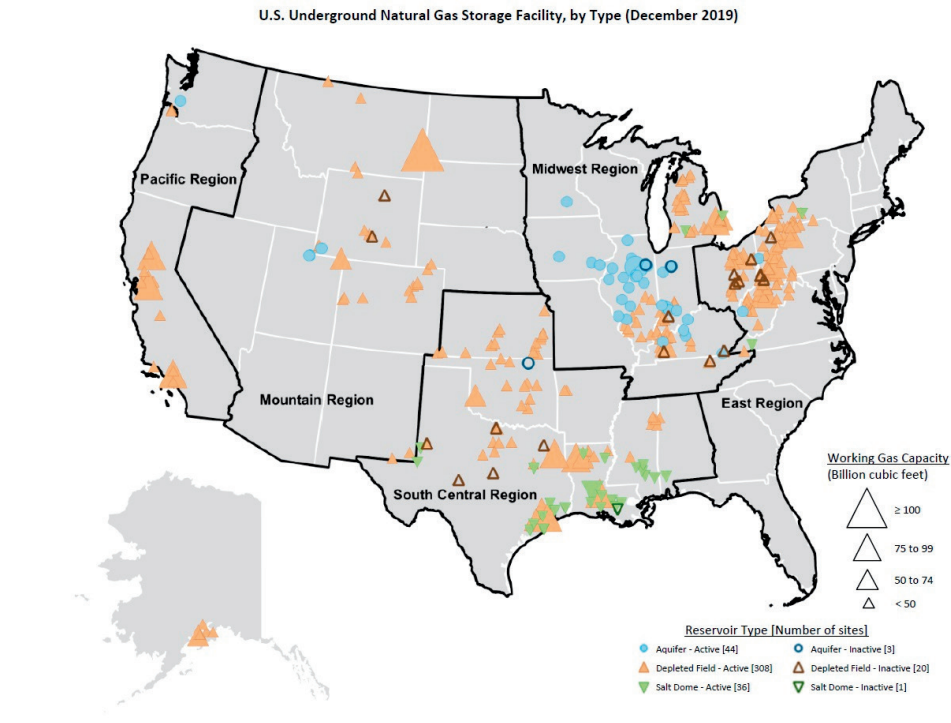 U.S. Underground Natural Gas Storage Facility, by Type (December 2019)
Pacific Region
Midwest Region
Mountain Region
East Region
South Central Region
Working Gas Capacity
(Billion cubic feet)
≥ 100
75 to 99
50 to 74
< 50
Reservoir Type [Number of sites]
Aquifer - Active [44]
Aquifer - Inactive [3]
Depleted Field - Active [308]
Depleted Field - Inactive [20]
Salt Dome - Active [36]
Salt Dome - Inactive [1]